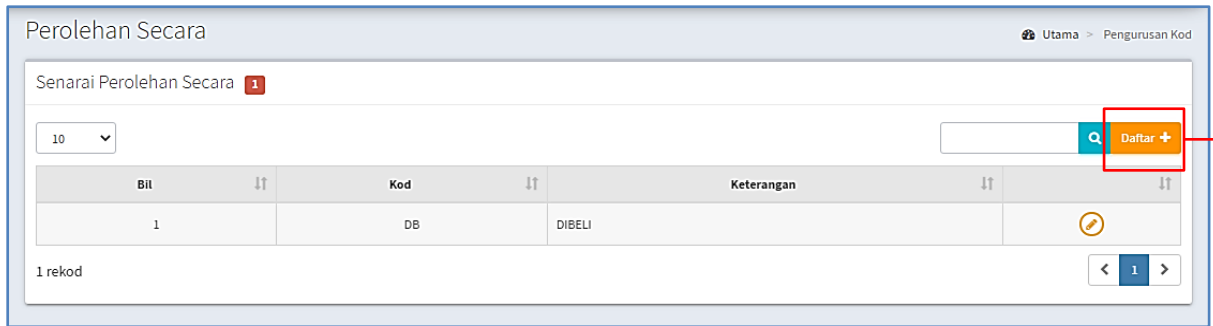 Perolehan Secara
Utama > Pengurusan Kod
Senarai Perolehan Secara 1
10
Daftar +
Bil Kod Keterangan
1 DB DIBELI
1 rekod
< 1 >